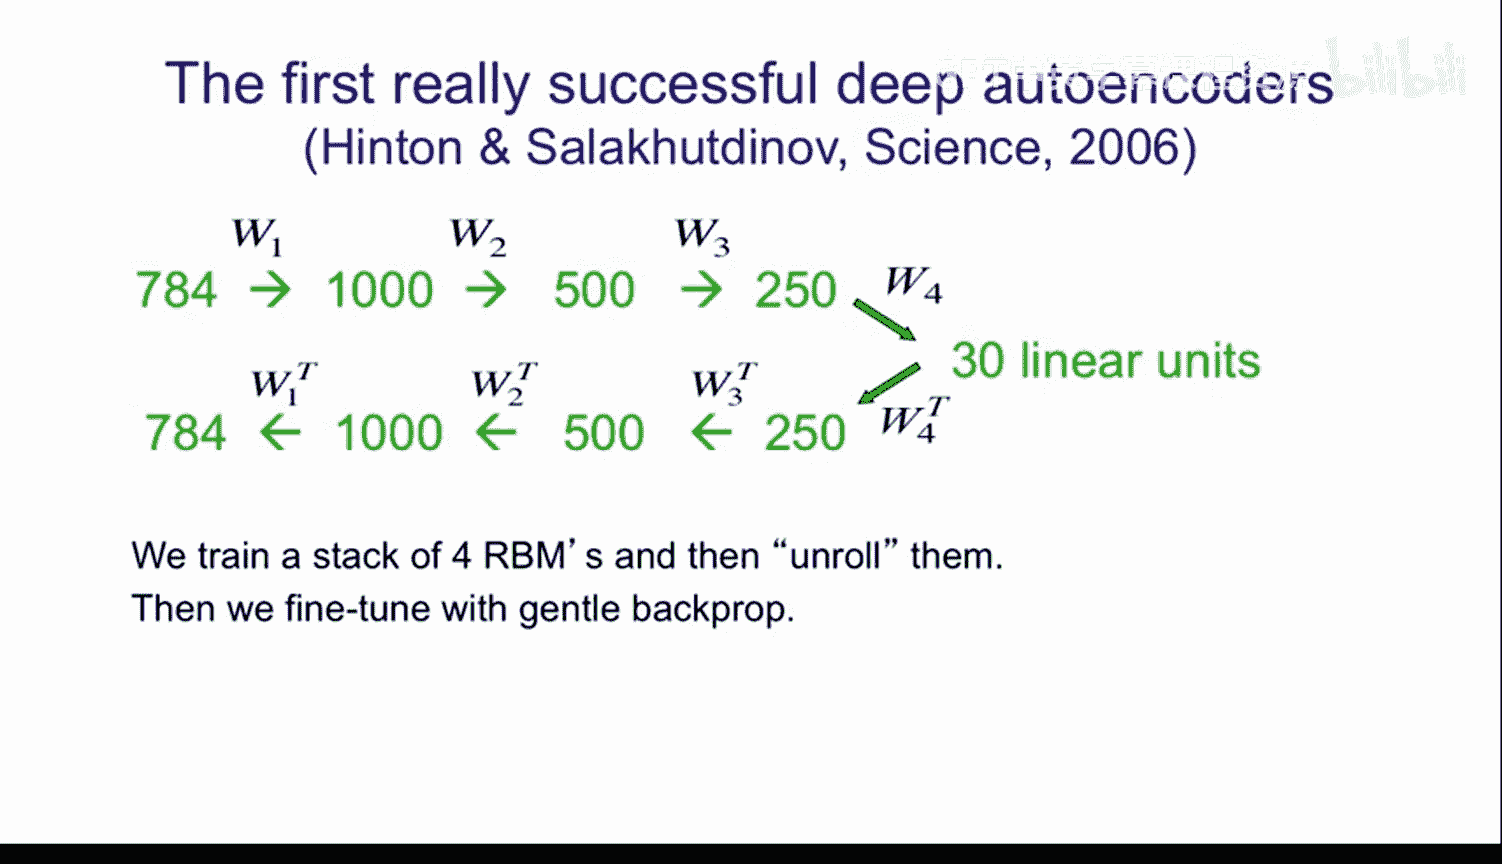 The first really successful deep autoencoders
(Hinton & Salakhutdinov, Science, 2006)
W₁ W₂ W₃
784 → 1000 → 500 → 250 W₄
30 linear units
W₁ᵀ W₂ᵀ W₃ᵀ
784 ← 1000 ← 500 ← 250 W₄ᵀ
We train a stack of 4 RBM’s and then “unroll” them.
Then we fine-tune with gentle backprop.
bilibili